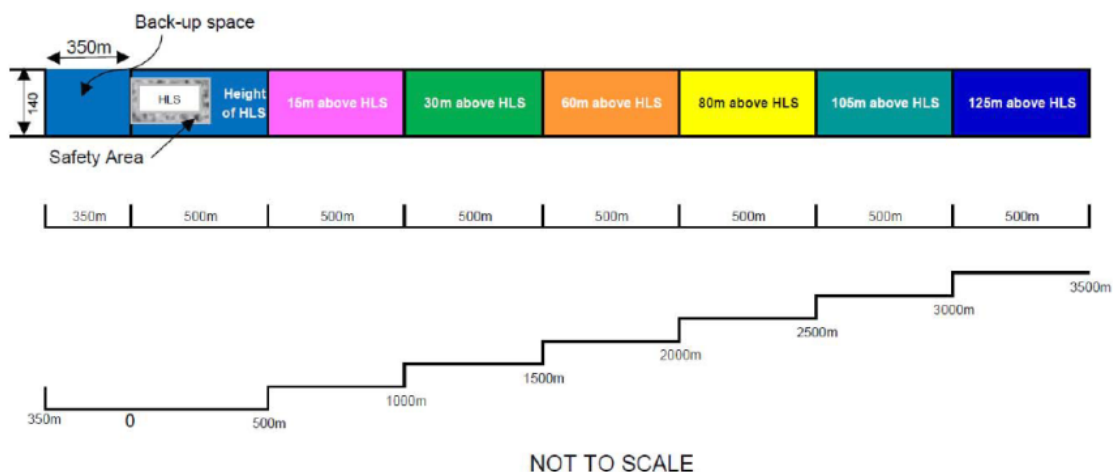 Back-up space
350m
140
HLS
Height
of HLS
15m above HLS
30m above HLS
60m above HLS
80m above HLS
105m above HLS
125m above HLS
Safety Area
350m
500m
500m
500m
500m
500m
500m
500m
3500m
3000m
2500m
2000m
1500m
1000m
350m
0
500m
NOT TO SCALE